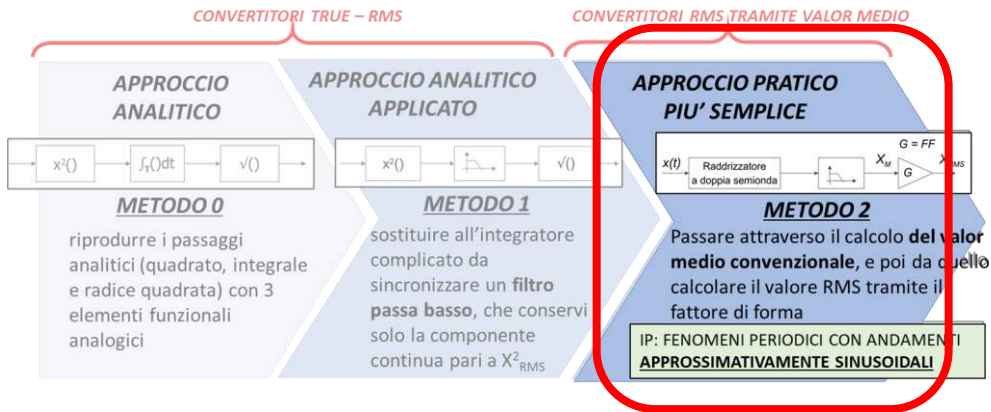 CONVERTITORI TRUE – RMS
CONVERTITORI RMS TRAMITE VALOR MEDIO
APPROCCIO
ANALITICO
x²()
∫T()dt
√()
METODO 0
riprodurre i passaggi
analitici (quadrato, integrale
e radice quadrata) con 3
elementi funzionali
analogici
APPROCCIO ANALITICO
APPLICATO
x²()
√()
METODO 1
sostituire all'integratore
complicato da
sincronizzare un filtro
passa basso, che conservi
solo la componente
continua pari a X²RMS
APPROCCIO PRATICO
PIU' SEMPLICE
G = FF
x(t)
Raddrizzatore
a doppia semionda
XM
G
XRMS
METODO 2
Passare attraverso il calcolo del valor
medio convenzionale, e poi da quello
calcolare il valore RMS tramite il
fattore di forma
IP: FENOMENI PERIODICI CON ANDAMENTI
APPROSSIMATIVAMENTE SINUSOIDALI